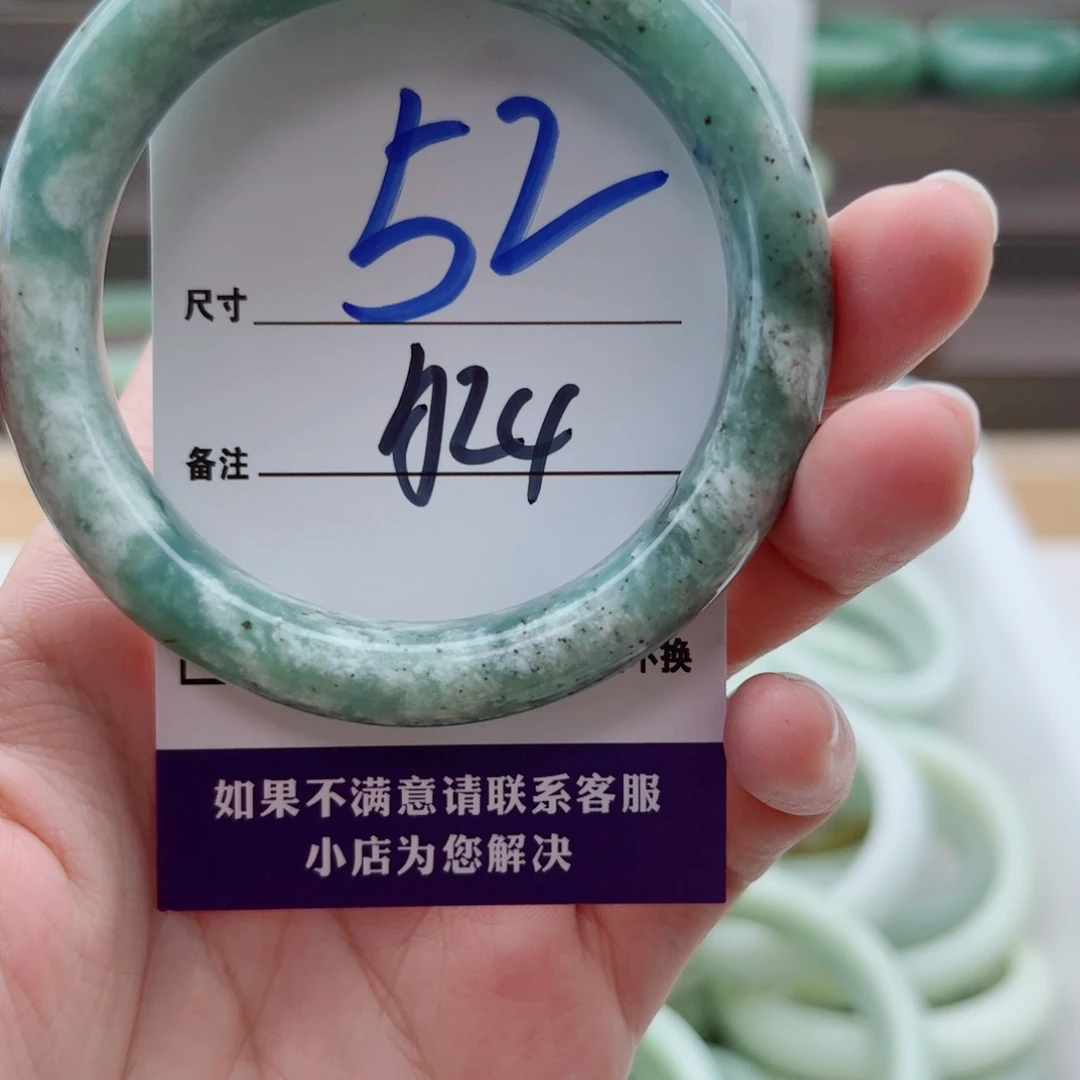 尺寸 52
备注 924
换
如果不满意请联系客服
小店为您解决